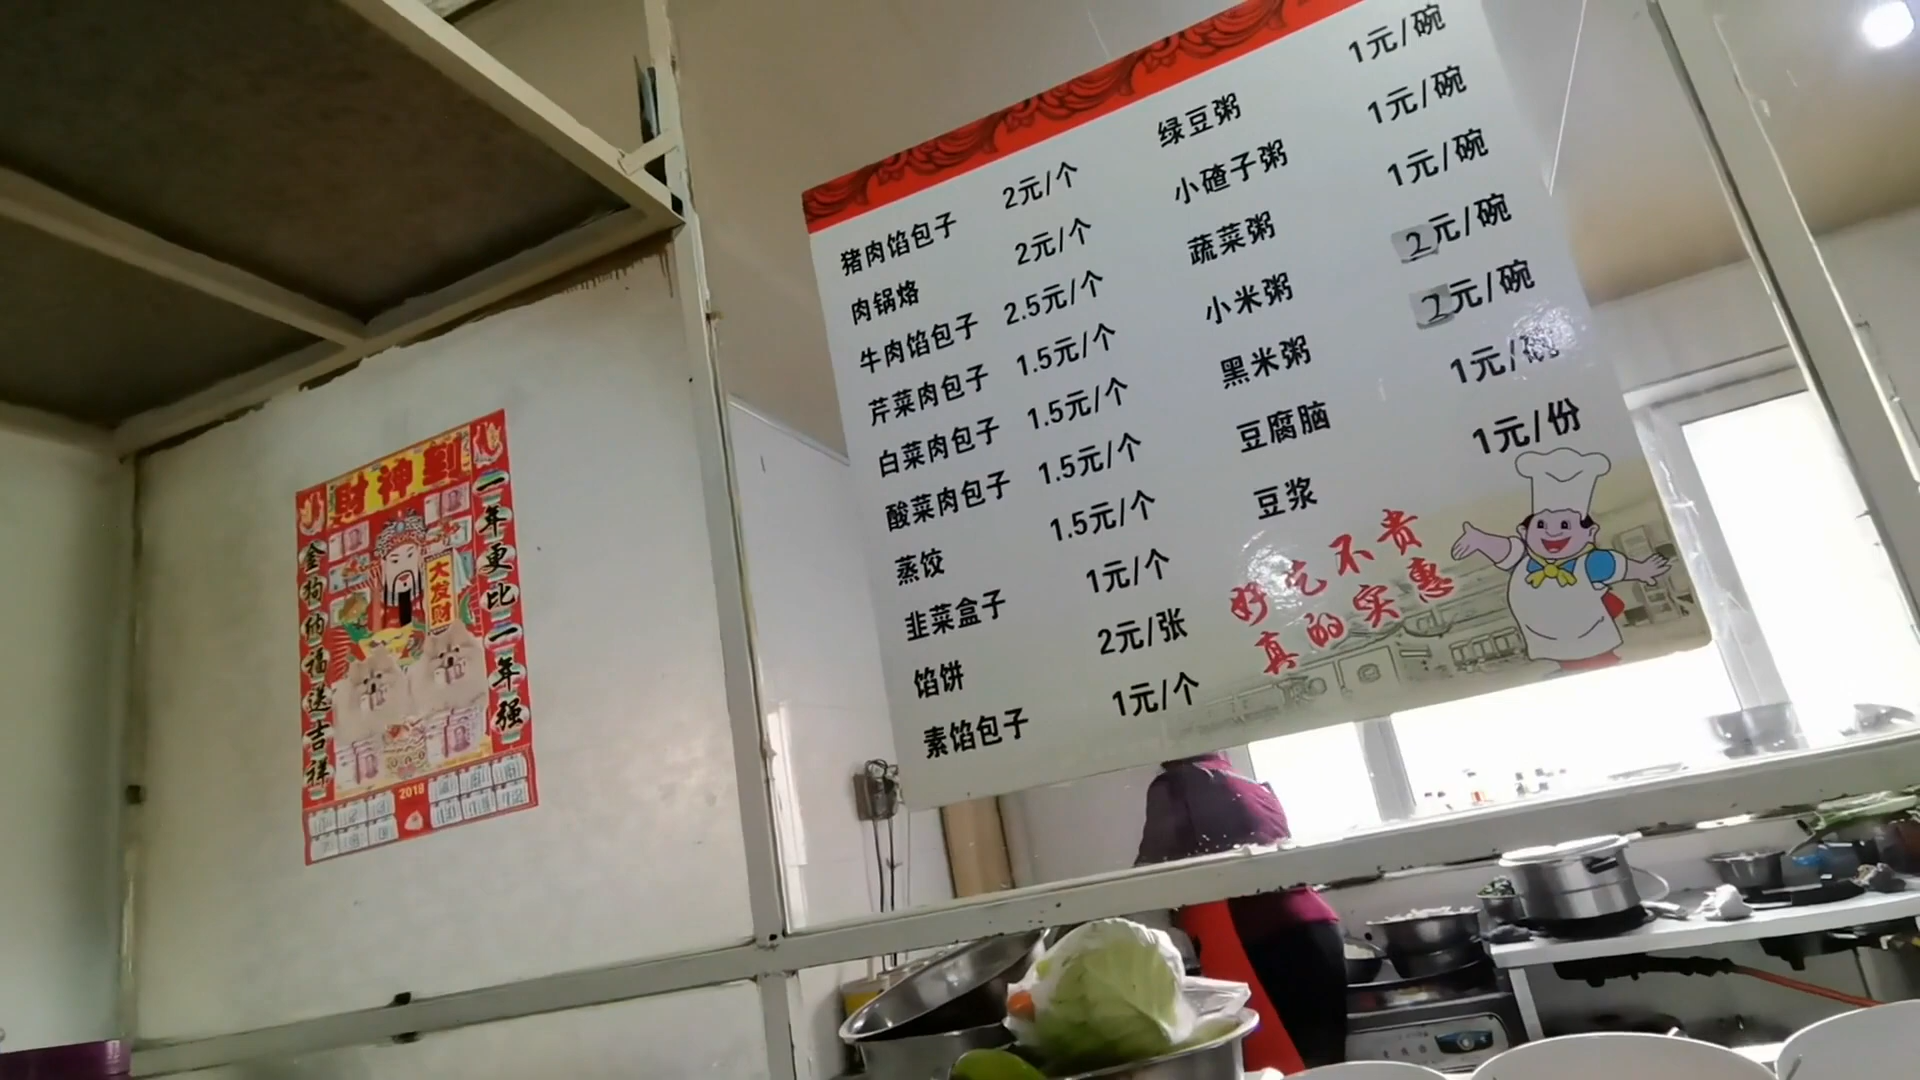 財神到
一年更比一年强
金狗纳福送吉祥
大发财
2018
猪肉馅包子 2元/个
肉锅烙 2元/个
牛肉馅包子 2.5元/个
芹菜肉包子 1.5元/个
白菜肉包子 1.5元/个
酸菜肉包子 1.5元/个
蒸饺 1.5元/个
韭菜盒子 1元/个
馅饼 2元/张
素馅包子 1元/个
绿豆粥 1元/碗
小碴子粥 1元/碗
蔬菜粥 1元/碗
小米粥 2元/碗
黑米粥 2元/碗
豆腐脑 1元/碗
豆浆 1元/份
好吃不贵
真的实惠